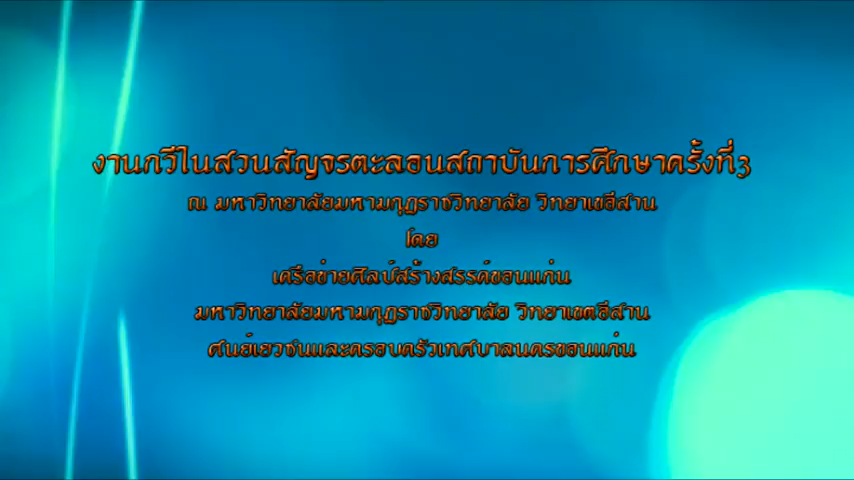 งานกวีในสวนสัญจรตะลอนสถาบันการศึกษาครั้งที่3
ณ มหาวิทยาลัยมหามกุฏราชวิทยาลัย วิทยาเขอีสาน
โดย
เครือข่ายศิลป์สร้างสรรค์ขอนแก่น
มหาวิทยาลัยมหามกุฏราชวิทยาลัย วิทยาเขตอีสาน
ศูนย์เยวชนและครอบครัวเทศบาลนครขอนแก่น